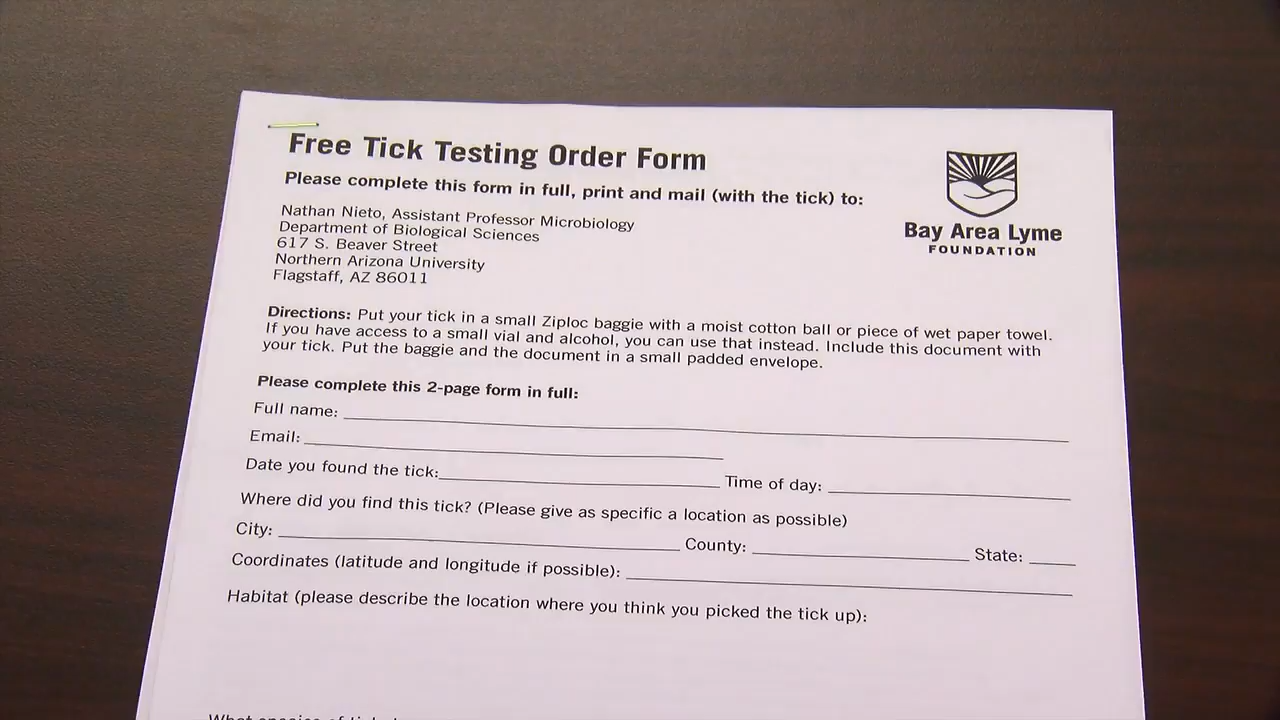 Free Tick Testing Order Form
Please complete this form in full, print and mail (with the tick) to:
Nathan Nieto, Assistant Professor Microbiology
Department of Biological Sciences
617 S. Beaver Street
Northern Arizona University
Flagstaff, AZ 86011
Bay Area Lyme
FOUNDATION
Directions: Put your tick in a small Ziploc baggie with a moist cotton ball or piece of wet paper towel.
If you have access to a small vial and alcohol, you can use that instead. Include this document with
your tick. Put the baggie and the document in a small padded envelope.
Please complete this 2-page form in full:
Full name:
Email:
Date you found the tick: Time of day:
Where did you find this tick? (Please give as specific a location as possible)
City: County: State:
Coordinates (latitude and longitude if possible):
Habitat (please describe the location where you think you picked the tick up):
What species of